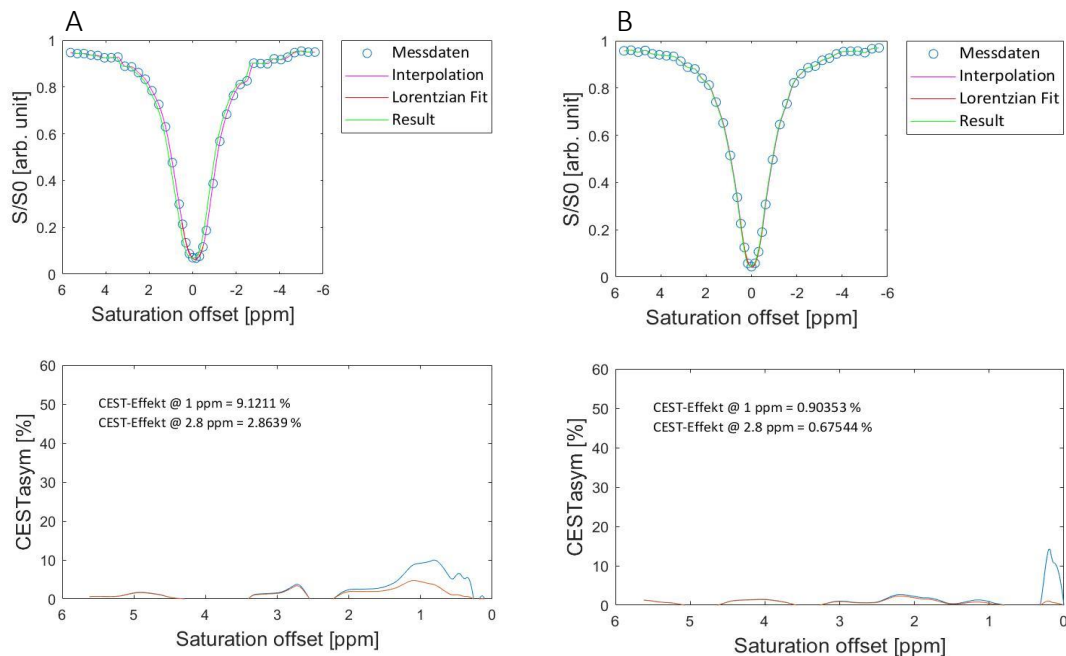 A
S/S0 [arb. unit]
1
0.8
0.6
0.4
0.2
0
6 4 2 0 -2 -4 -6
Saturation offset [ppm]
Messdaten
Interpolation
Lorentzian Fit
Result
B
S/S0 [arb. unit]
1
0.8
0.6
0.4
0.2
0
6 4 2 0 -2 -4 -6
Saturation offset [ppm]
Messdaten
Interpolation
Lorentzian Fit
Result
CESTasym [%]
60
50
40
30
20
10
0
CEST-Effekt @ 1 ppm = 9.1211 %
CEST-Effekt @ 2.8 ppm = 2.8639 %
6 5 4 3 2 1 0
Saturation offset [ppm]
CESTasym [%]
60
50
40
30
20
10
0
CEST-Effekt @ 1 ppm = 0.90353 %
CEST-Effekt @ 2.8 ppm = 0.67544 %
6 5 4 3 2 1 0
Saturation offset [ppm]